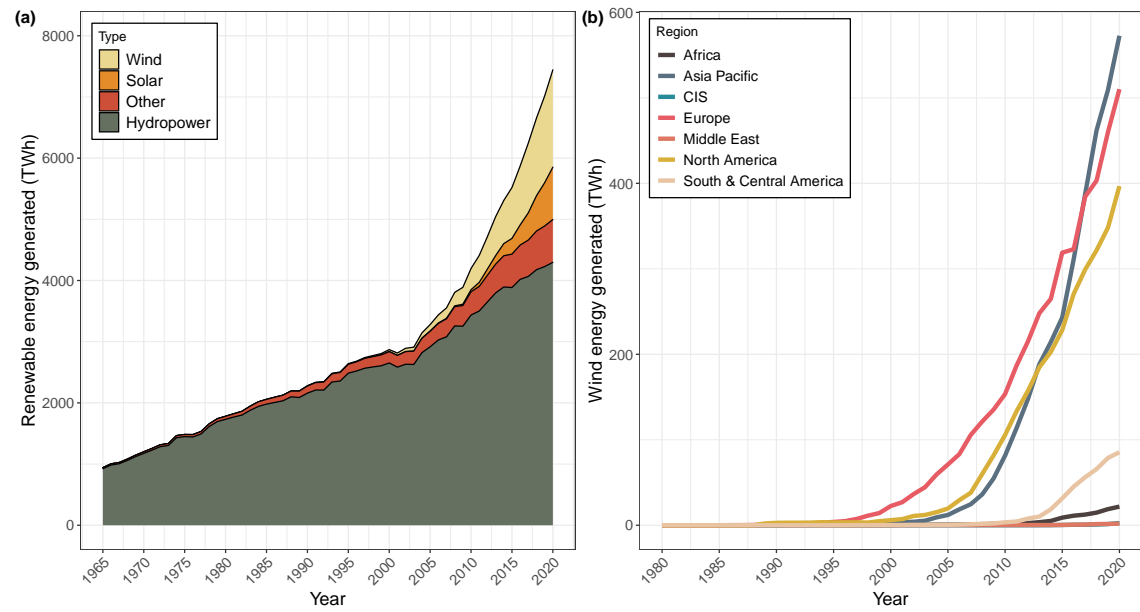 (a)
Type
Wind
Solar
Other
Hydropower
Renewable energy generated (TWh)
8000
6000
4000
2000
0
1965
1970
1975
1980
1985
1990
1995
2000
2005
2010
2015
2020
Year
(b)
Region
Africa
Asia Pacific
CIS
Europe
Middle East
North America
South & Central America
Wind energy generated (TWh)
600
400
200
0
1980
1985
1990
1995
2000
2005
2010
2015
2020
Year